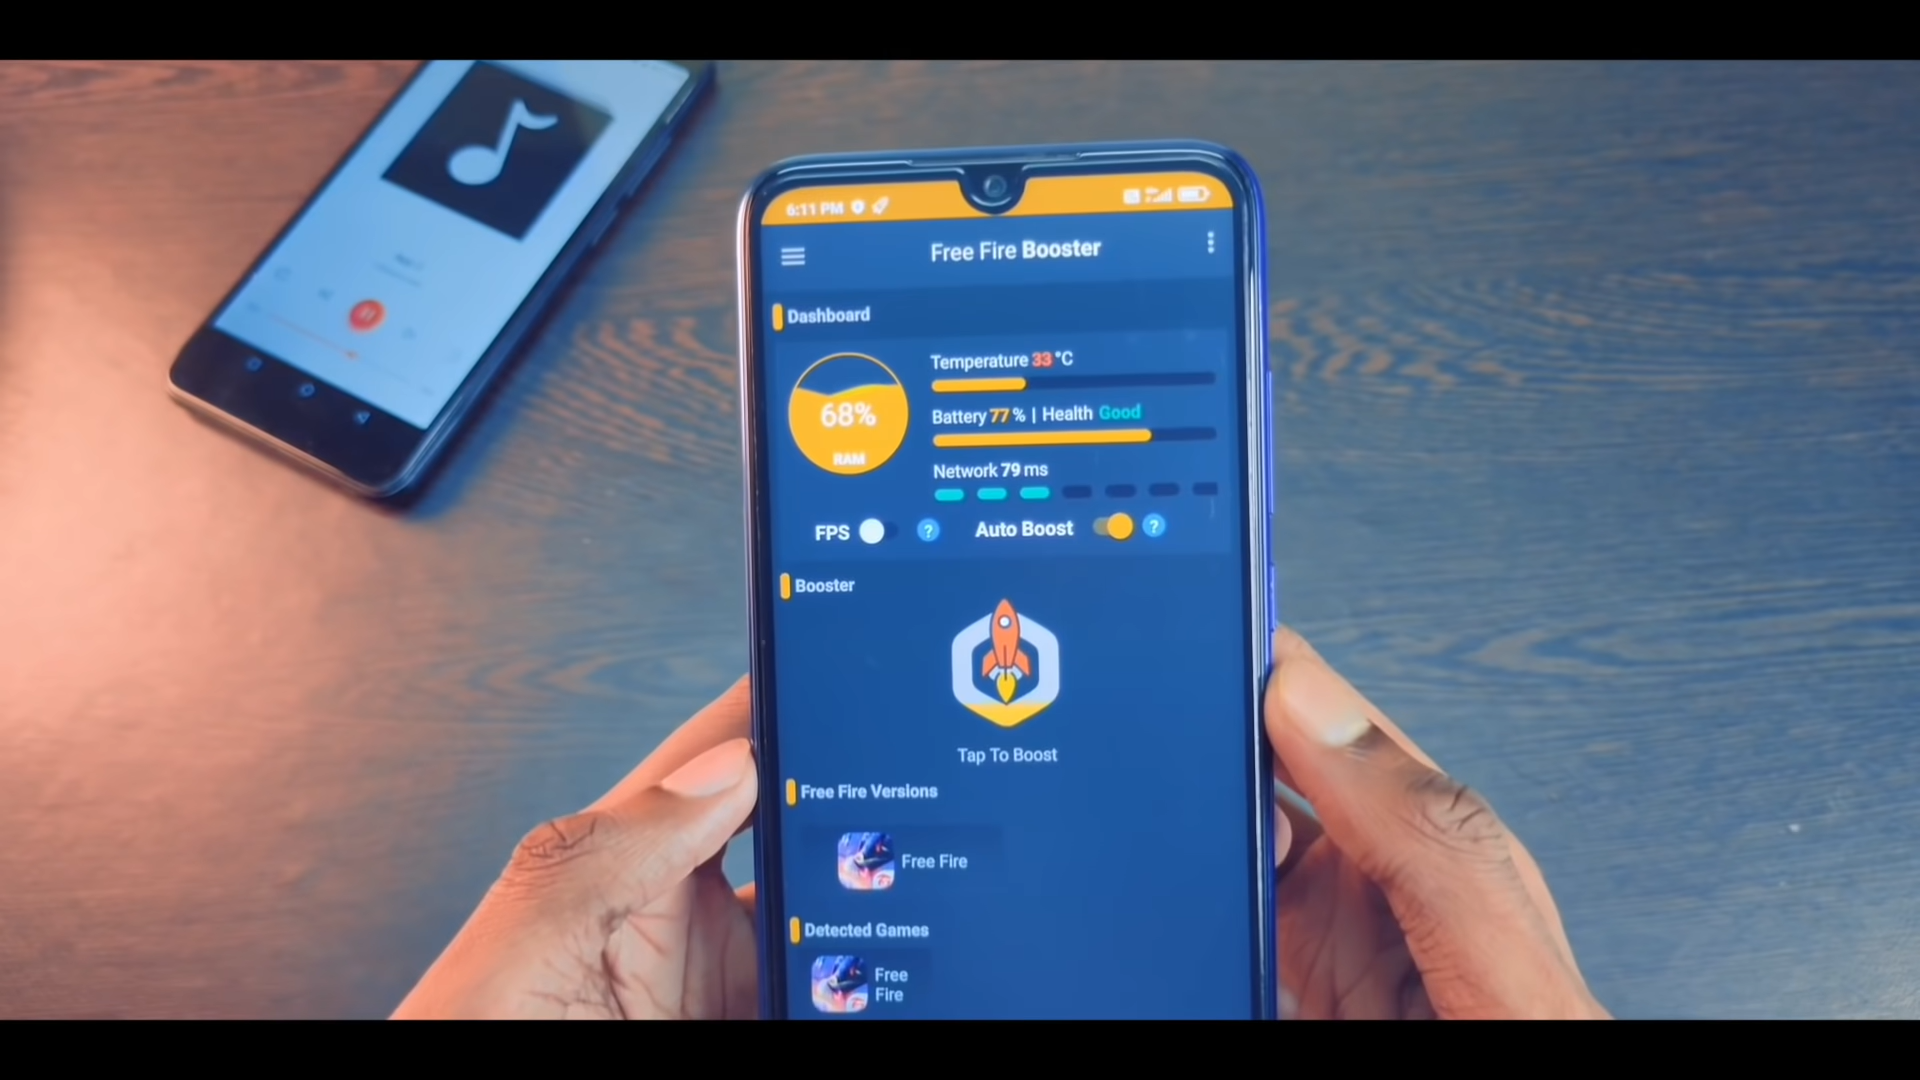 6:11 PM
Free Fire Booster
Dashboard
68%
RAM
Temperature 33 °C
Battery 77 % | Health Good
Network 79 ms
FPS ? Auto Boost ?
Booster
Tap To Boost
Free Fire Versions
Free Fire
Detected Games
Free
Fire